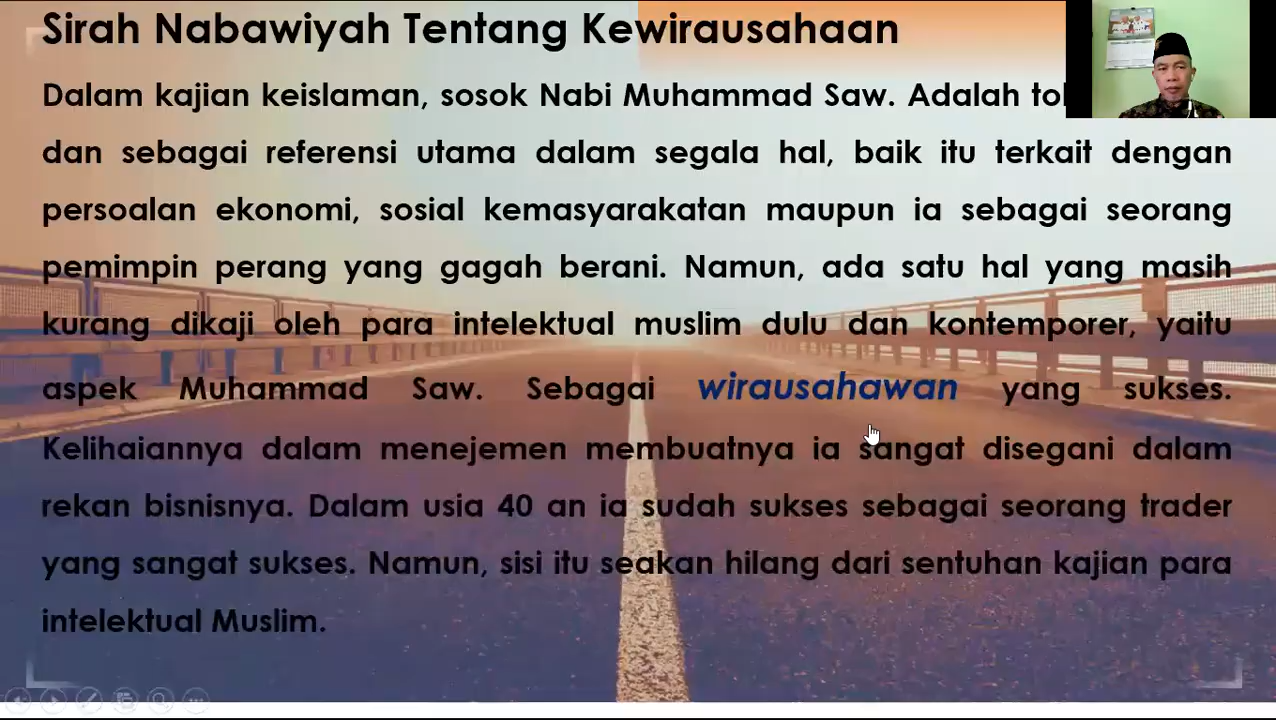 Sirah Nabawiyah Tentang Kewirausahaan
Dalam kajian keislaman, sosok Nabi Muhammad Saw. Adalah
dan sebagai referensi utama dalam segala hal, baik itu terkait dengan
persoalan ekonomi, sosial kemasyarakatan maupun ia sebagai seorang
pemimpin perang yang gagah berani. Namun, ada satu hal yang masih
kurang dikaji oleh para intelektual muslim dulu dan kontemporer, yaitu
aspek Muhammad Saw. Sebagai wirausahawan yang sukses.
Kelihaiannya dalam menejemen membuatnya ia sangat disegani dalam
rekan bisnisnya. Dalam usia 40 an ia sudah sukses sebagai seorang trader
yang sangat sukses. Namun, sisi itu seakan hilang dari sentuhan kajian para
intelektual Muslim.